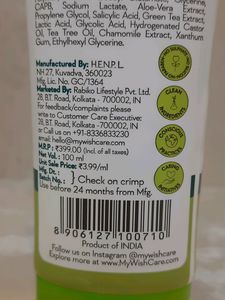 CAPB, Sodium Lactate, Aloe Vera Extract,
Propylene Glycol, Salicylic Acid, Green Tea Extract,
Lactic Acid, Glycolic Acid, Hydrogenated Castor
Oil, Tea Tree Oil, Chamomile Extract, Xanthum
Gum, Ethylhexyl Glycerine.
Manufactured By: H.E.N.P.L.
NH 27, Kuvadva, 360023
Mfg. Lic. No. GC/1364
Marketed By: Rabiko Lifestyle Pvt. Ltd.
28, B.T. Road, Kolkata - 700002, IN
For any complaints/feedback please
write to Customer Care Executive:
28, B.T. Road, Kolkata - 700002, IN
or Call us +91-8336833230
Email us on
hello@mywishcare.com
M.R.P : ₹399.00 (Incl. of all taxes)
Net Vol.: 100 ml
Unit Sale Price: ₹3.99/ml
Mfg. Dt. :
Batch No. : } Check on crimp
Use before 24 months from Mfg.
CLEAN
INGREDIENTS
CONSCIOUS
CARING
INITIATIVES
8 906127 100710
Product of INDIA
Follow us on Instagram @mywishcare
Explore more at www.MyWishCare.com